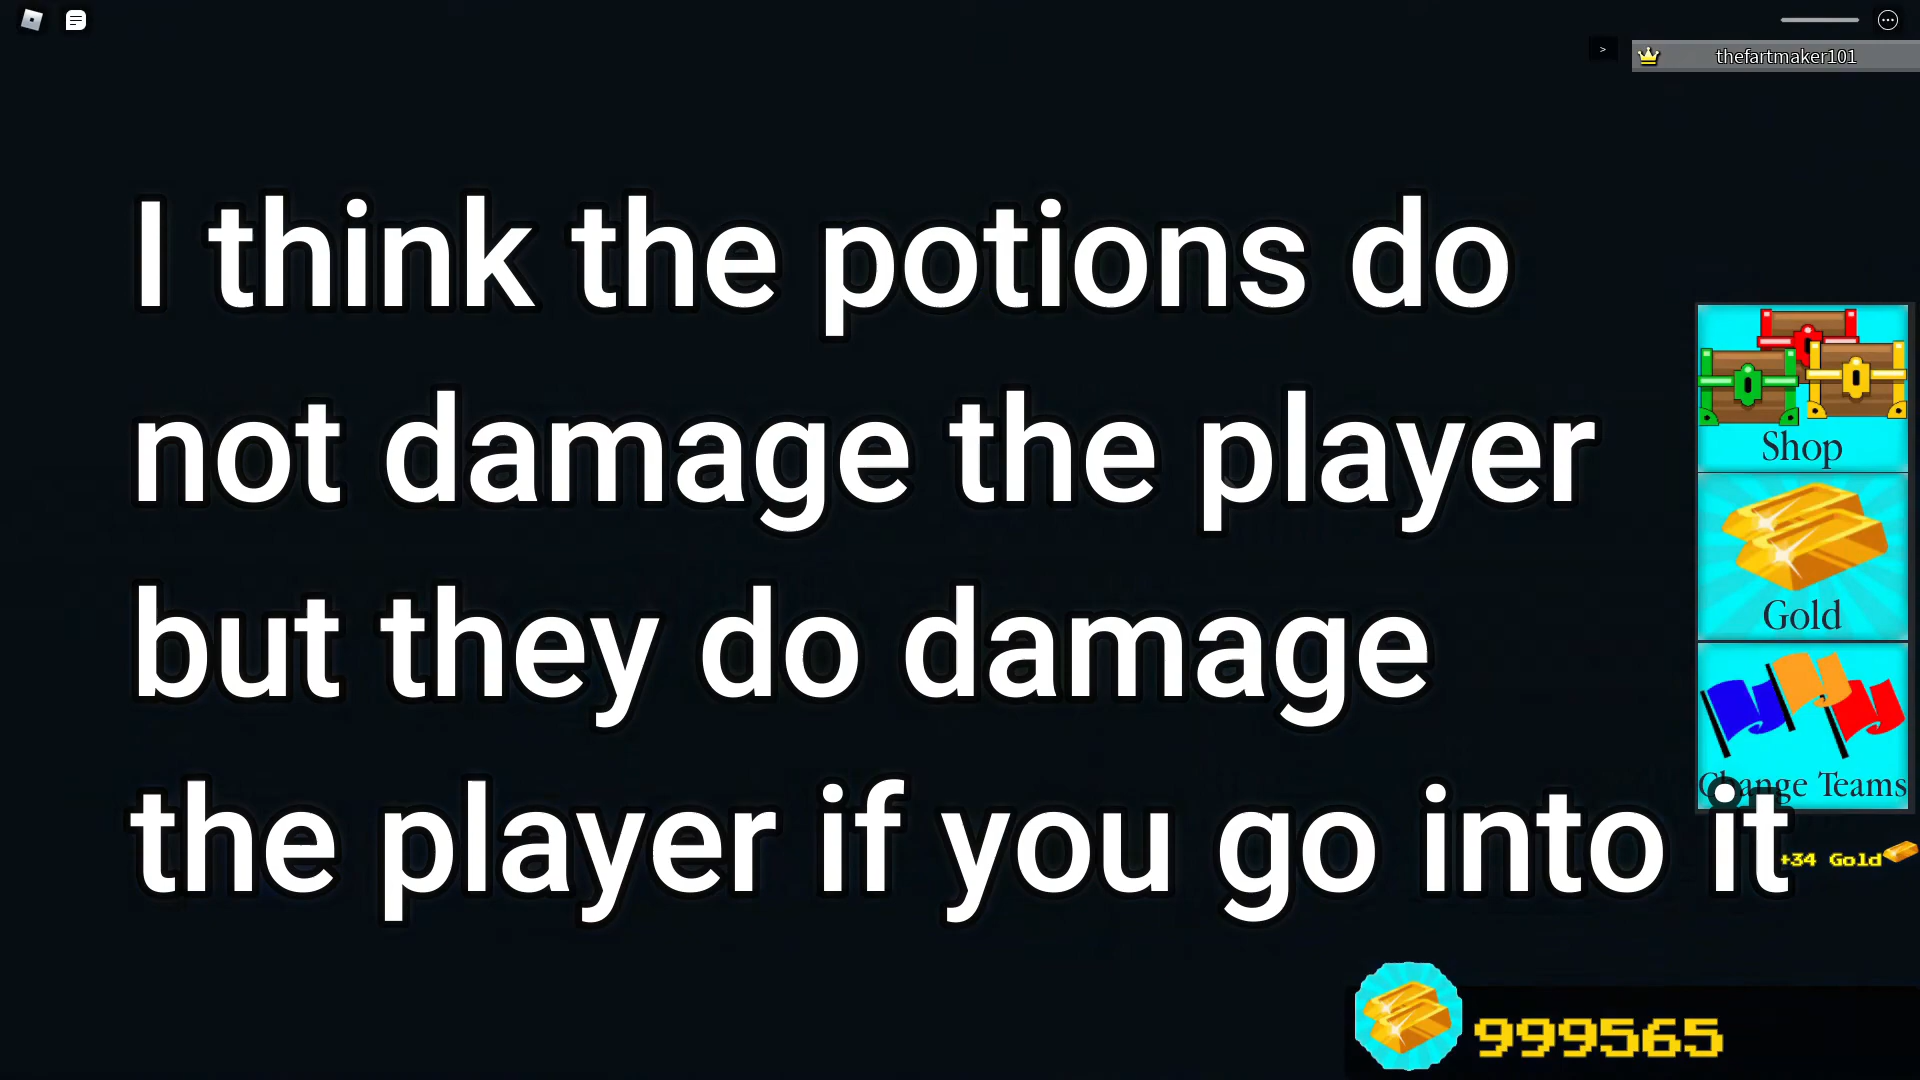 >
thefartmaker101
I think the potions do
not damage the player
but they do damage
the player if you go into it
Shop
Gold
Change Teams
+34 Gold
999565